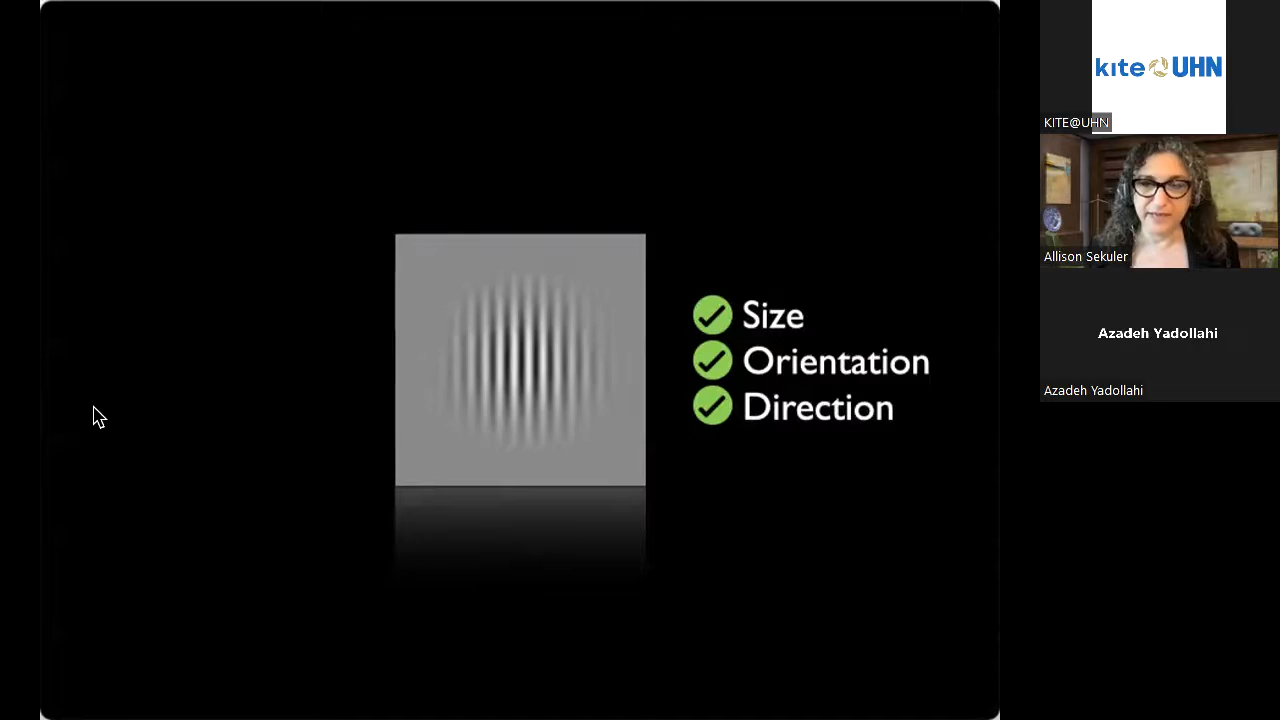 Size
Orientation
Direction
kite UHN
KITE@UHN
Allison Sekuler
Azadeh Yadollahi
Azadeh Yadollahi